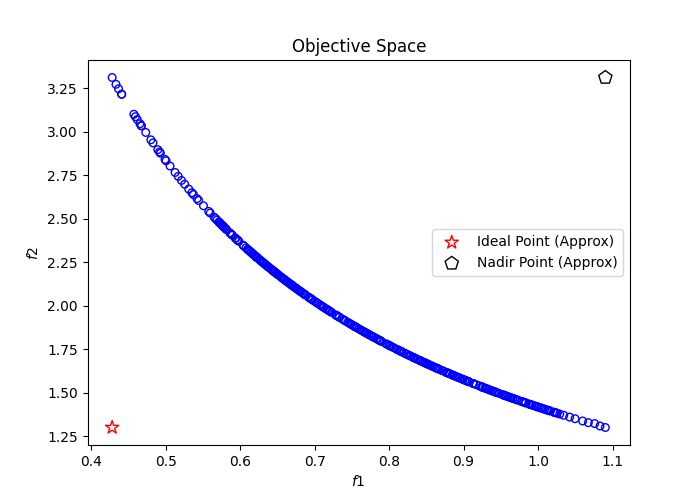 Objective Space
f2
3.25
3.00
2.75
2.50
2.25
2.00
1.75
1.50
1.25
Ideal Point (Approx)
Nadir Point (Approx)
0.4 0.5 0.6 0.7 0.8 0.9 1.0 1.1
f1